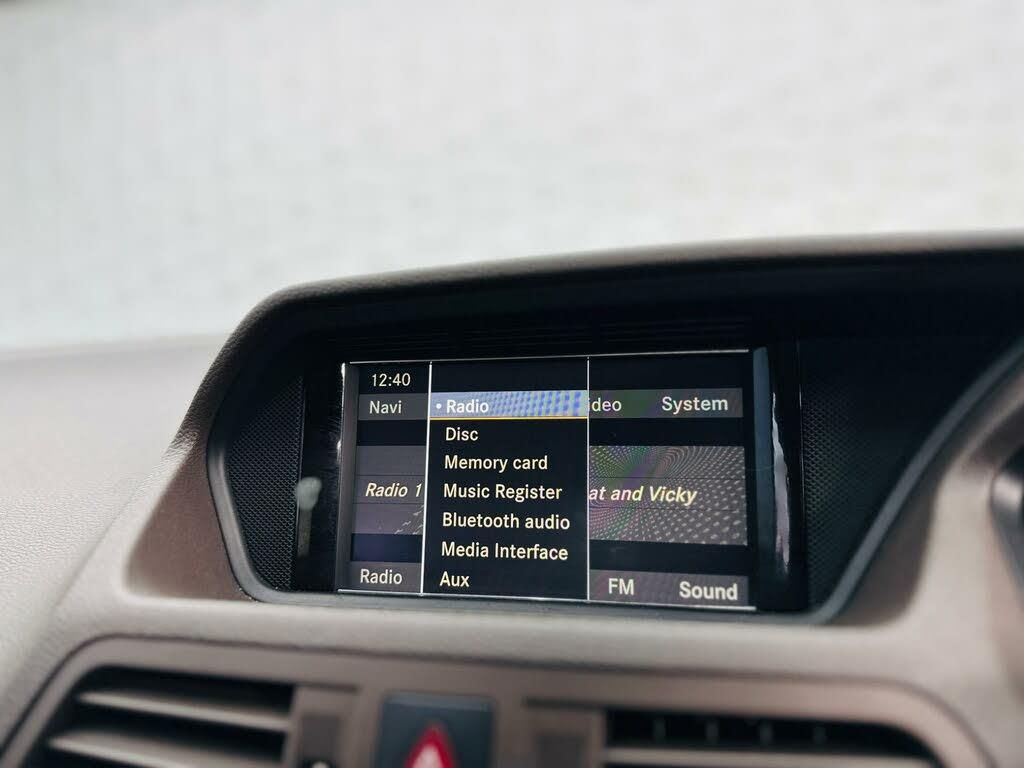 12:40
Navi
• Radio
ideo
System
Disc
Memory card
Music Register
Bluetooth audio
Media Interface
Aux
Radio 1
at and Vicky
Radio
FM
Sound